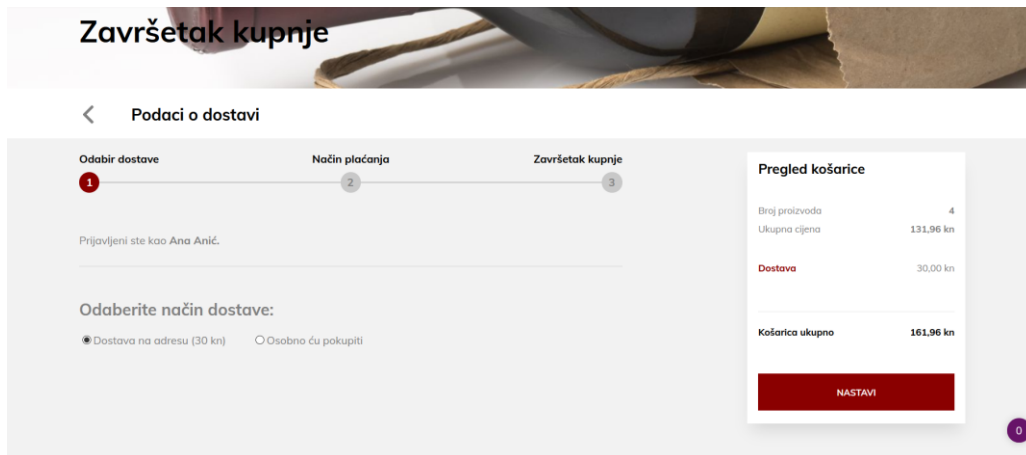 Završetak kupnje
Podaci o dostavi
Odabir dostave Način plaćanja Završetak kupnje
1 2 3
Prijavljeni ste kao Ana Anić.
Odaberite način dostave:
Dostava na adresu (30 kn) Osobno ću pokupiti
Pregled košarice
Broj proizvoda 4
Ukupna cijena 131,96 kn
Dostava 30,00 kn
Košarica ukupno 161,96 kn
NASTAVI
0